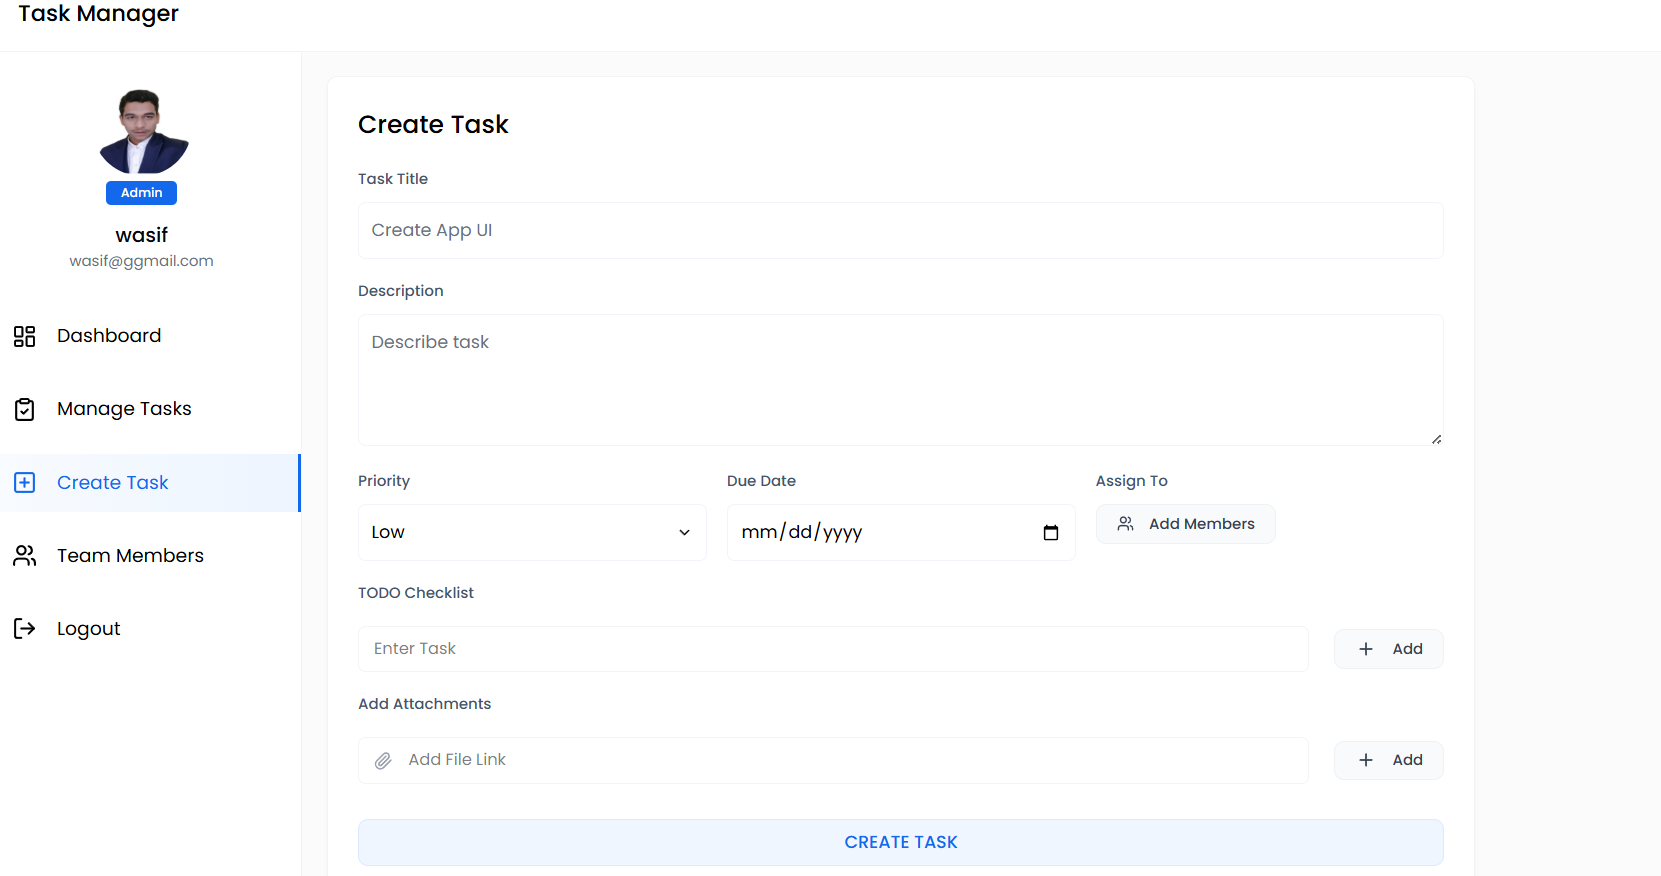 Task Manager
Admin
wasif
wasif@ggmail.com
Dashboard
Manage Tasks
Create Task
Team Members
Logout
Create Task
Task Title
Create App UI
Description
Describe task
Priority
Due Date
Assign To
Low
mm/dd/yyyy
Add Members
TODO Checklist
Enter Task
Add
Add Attachments
Add File Link
Add
CREATE TASK